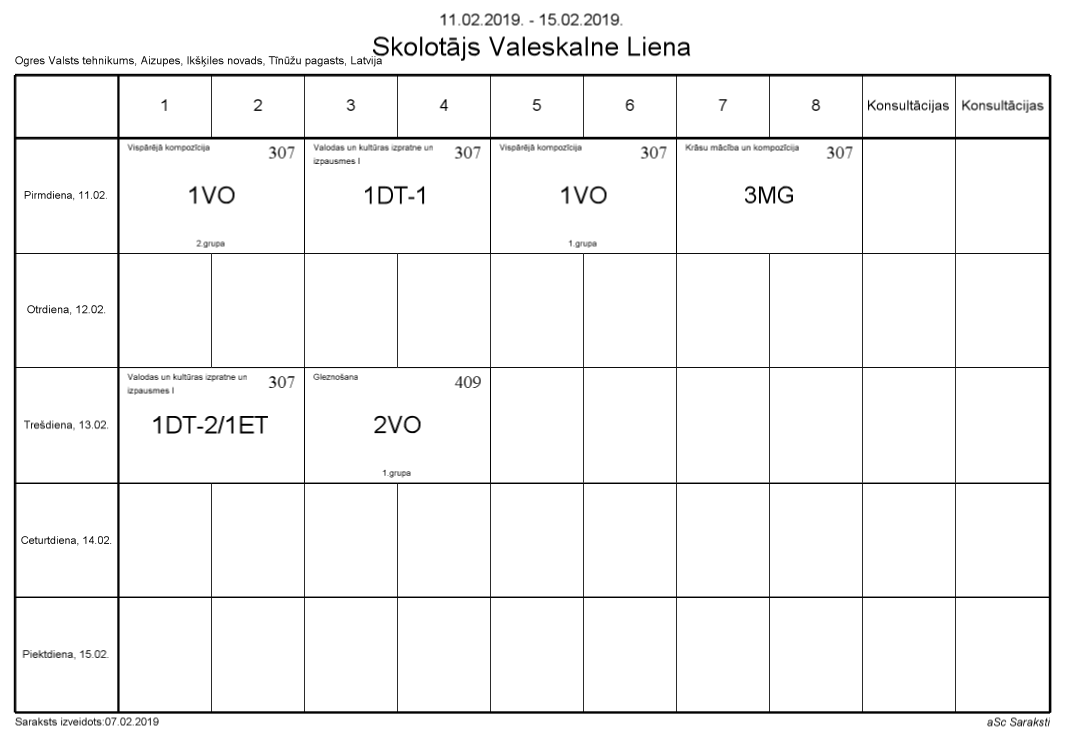 11.02.2019. - 15.02.2019.
Skolotājs Valeskalne Liena
Ogres Valsts tehnikums, Aizupes, Ikšķiles novads, Tīnūžu pagasts, Latvija
1 2 3 4 5 6 7 8 Konsultācijas Konsultācijas
Pirmdiena, 11.02.
Vispārējā kompozīcija 307
1VO
2.grupa
Valodas un kultūras izpratne un 307
izpausmes I
1DT-1
Vispārējā kompozīcija 307
1VO
1.grupa
Krāsu mācība un kompozīcija 307
3MG
Otrdiena, 12.02.
Trešdiena, 13.02.
Valodas un kultūras izpratne un 307
izpausmes I
1DT-2/1ET
Gleznošana 409
2VO
1.grupa
Ceturtdiena, 14.02.
Piektdiena, 15.02.
Saraksts izveidots:07.02.2019
aSc Saraksti